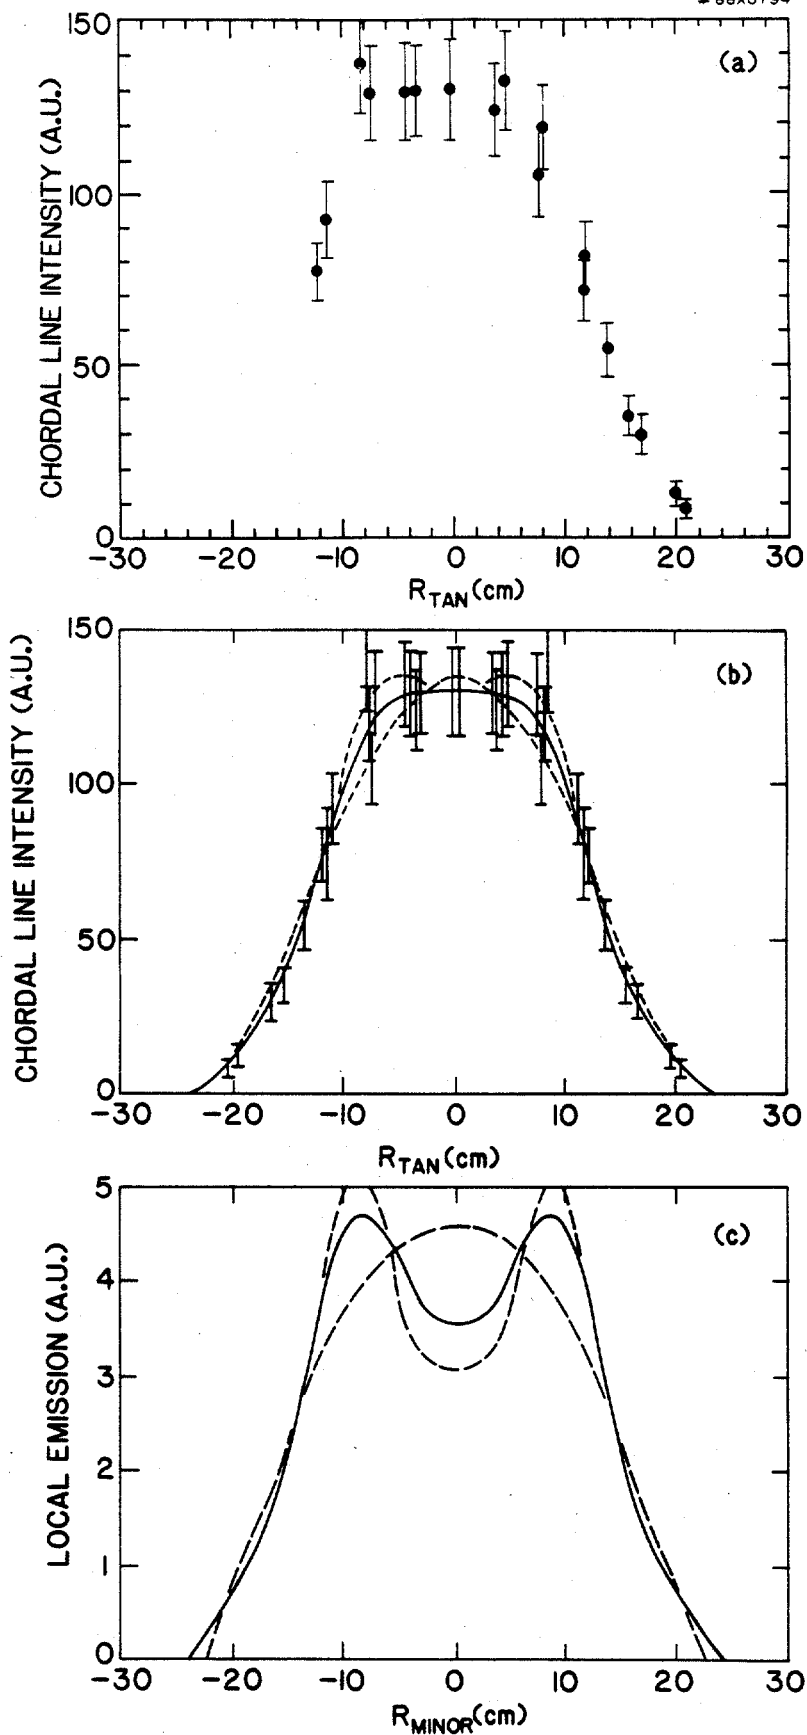 150
(a)
100
50
0
CHORDAL LINE INTENSITY (A.U.)
-30 -20 -10 0 10 20 30
R_TAN (cm)
150
(b)
100
50
0
CHORDAL LINE INTENSITY (A.U.)
-30 -20 -10 0 10 20 30
R_TAN (cm)
5
(c)
4
3
2
1
0
LOCAL EMISSION (A.U.)
-30 -20 -10 0 10 20 30
R_MINOR (cm)